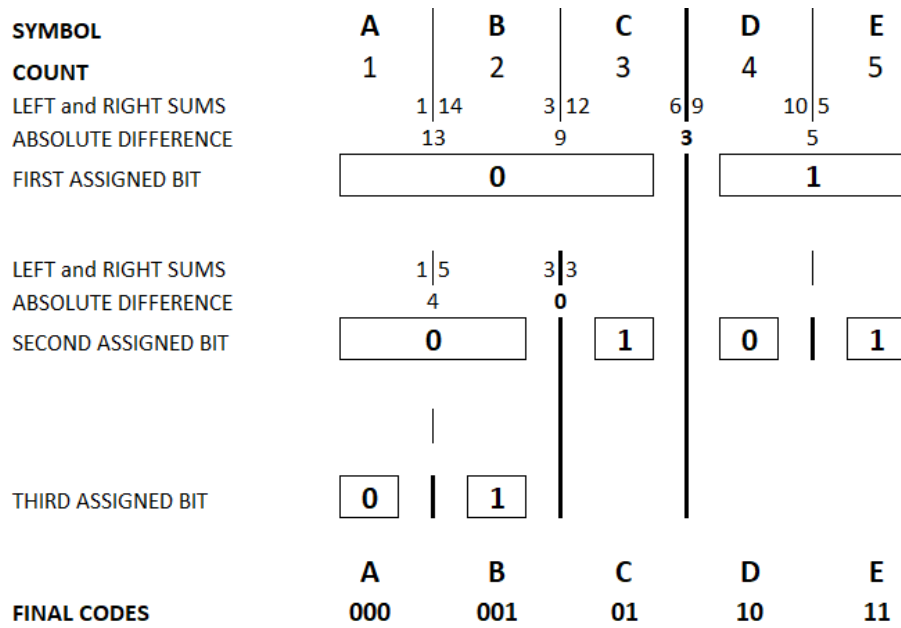 SYMBOL A B C D E
COUNT 1 2 3 4 5
LEFT and RIGHT SUMS 1 14 3 12 6 9 10 5
ABSOLUTE DIFFERENCE 13 9 3 5
FIRST ASSIGNED BIT 0 1
LEFT and RIGHT SUMS 1 5 3 3
ABSOLUTE DIFFERENCE 4 0
SECOND ASSIGNED BIT 0 1 0 1
THIRD ASSIGNED BIT 0 1
A B C D E
FINAL CODES 000 001 01 10 11